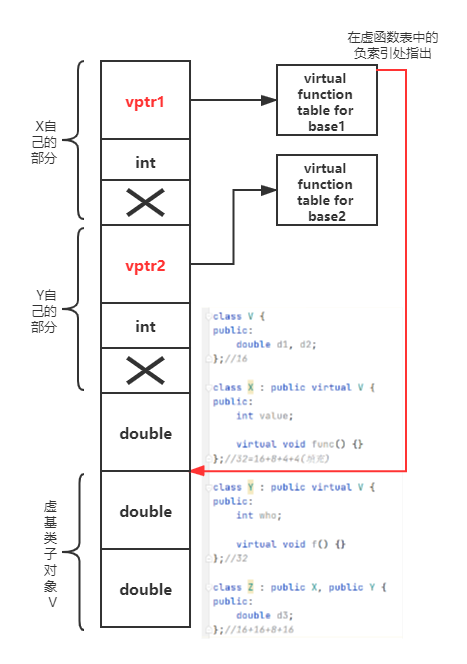 在虚函数表中的
负索引处指出
vptr1
virtual
function
table for
base1
X自
己的
部分
int
virtual
function
table for
base2
vptr2
Y自
己的
部分
int
class V {
public:
double d1, d2;
};//16
class X : public virtual V {
public:
int value;
virtual void func() {}
};//32=16+8+4+4(填充)
double
class Y : public virtual V {
public:
int who;
virtual void f() {}
};//32
class Z : public X, public Y {
public:
double d3;
};//16+16+8+16
虚
基
类
子
对
象
V
double
double